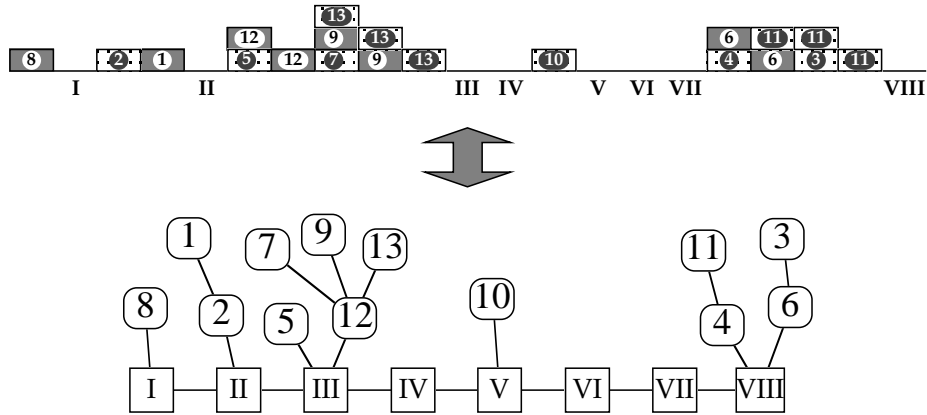 13
12 9 13 6 11 11
8 2 1 5 12 7 9 13 10 4 6 3 11
I II III IV V VI VII VIII
1 7 9 13 11 3
8 2 5 12 10 4 6
I II III IV V VI VII VIII